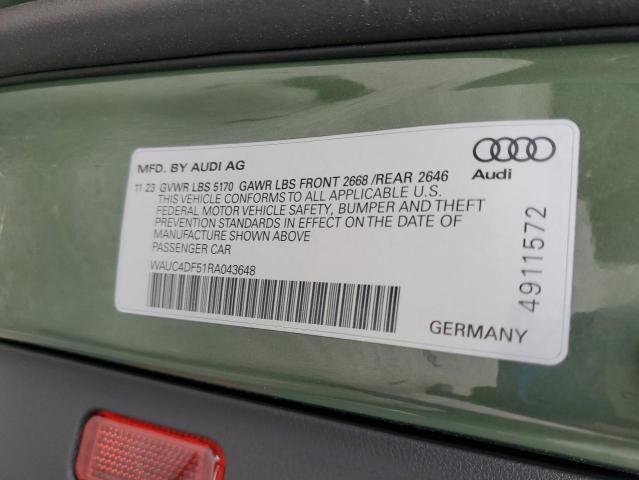 MFD. BY AUDI AG
11 23 GVWR LBS 5170 GAWR LBS FRONT 2668 /REAR 2646
THIS VEHICLE CONFORMS TO ALL APPLICABLE U.S.
FEDERAL MOTOR VEHICLE SAFETY, BUMPER AND THEFT
PREVENTION STANDARDS IN EFFECT ON THE DATE OF
MANUFACTURE SHOWN ABOVE
PASSENGER CAR
WAUC4DF51RA043648
Audi
GERMANY
4911572